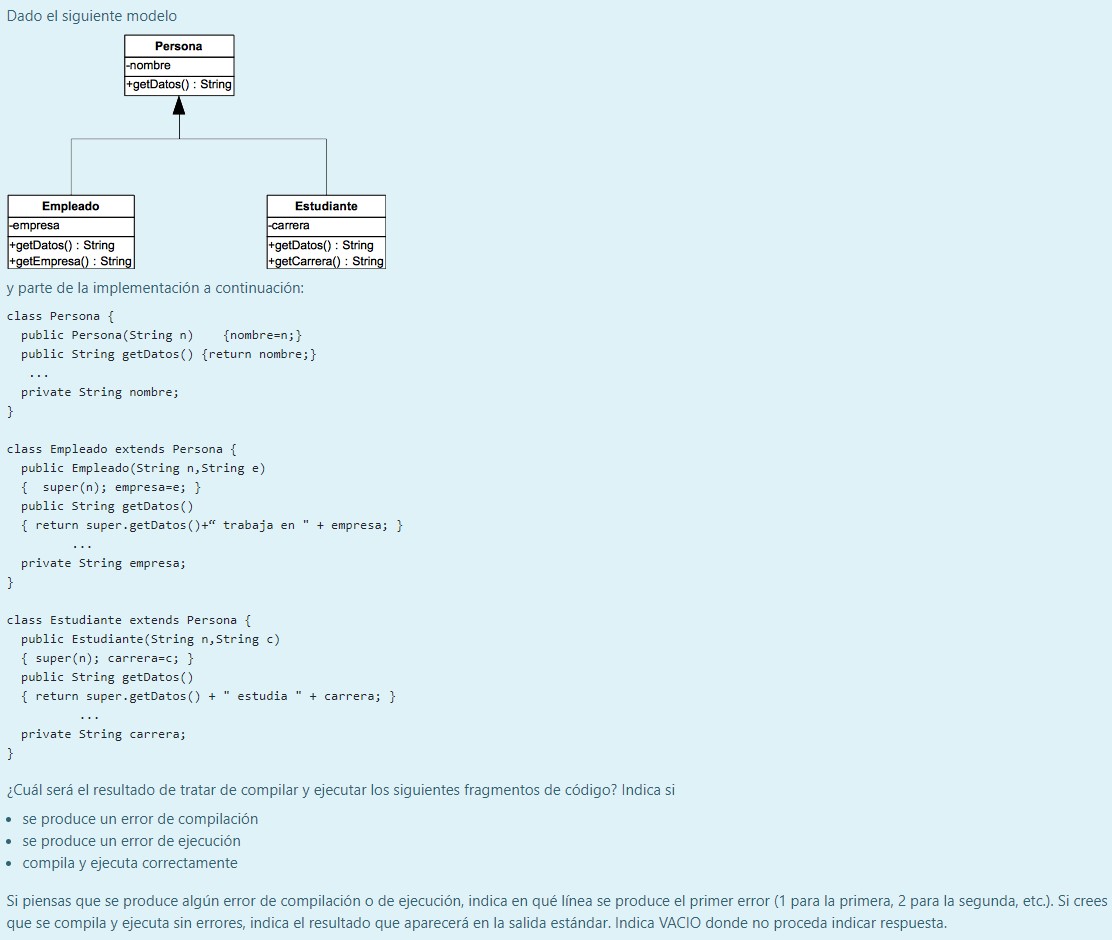 Dado el siguiente modelo
Persona
-nombre
+getDatos() : String
Empleado
-empresa
+getDatos() : String
+getEmpresa() : String
Estudiante
-carrera
+getDatos() : String
+getCarrera() : String
y parte de la implementación a continuación:
class Persona {
  public Persona(String n)    {nombre=n;}
  public String getDatos() {return nombre;}
   ...
  private String nombre;
}
class Empleado extends Persona {
  public Empleado(String n,String e)
  {  super(n); empresa=e; }
  public String getDatos()
  { return super.getDatos()+“ trabaja en " + empresa; }
         ...
  private String empresa;
}
class Estudiante extends Persona {
  public Estudiante(String n,String c)
  { super(n); carrera=c; }
  public String getDatos()
  { return super.getDatos() + " estudia " + carrera; }
          ...
  private String carrera;
}
¿Cuál será el resultado de tratar de compilar y ejecutar los siguientes fragmentos de código? Indica si
• se produce un error de compilación
• se produce un error de ejecución
• compila y ejecuta correctamente
Si piensas que se produce algún error de compilación o de ejecución, indica en qué línea se produce el primer error (1 para la primera, 2 para la segunda, etc.). Si crees
que se compila y ejecuta sin errores, indica el resultado que aparecerá en la salida estándar. Indica VACIO donde no proceda indicar respuesta.